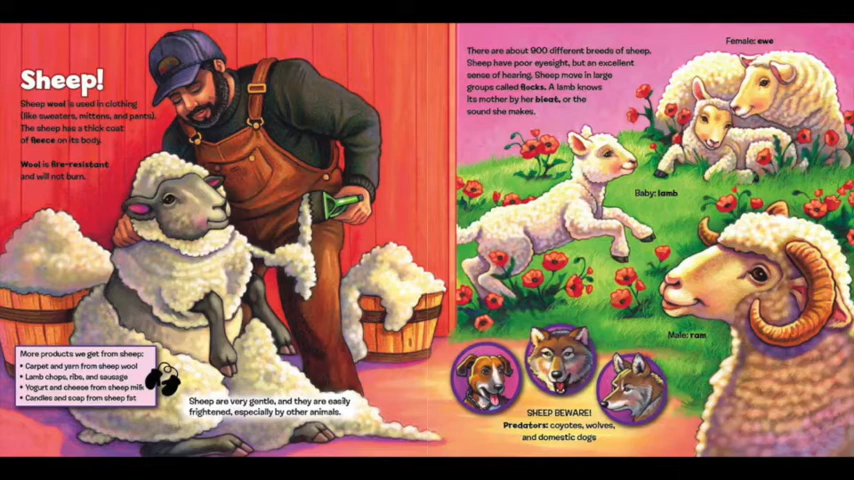 Sheep!
Sheep wool is used in clothing
(like sweaters, mittens, and pants).
The sheep has a thick coat
of fleece on its body.
Wool is fire-resistant
and will not burn.
More products we get from sheep:
• Carpet and yarn from sheep wool
• Lamb chops, ribs, and sausage
• Yogurt and cheese from sheep milk
• Candles and soap from sheep fat
Sheep are very gentle, and they are easily
frightened, especially by other animals.
There are about 900 different breeds of sheep.
Sheep have poor eyesight, but an excellent
sense of hearing. Sheep move in large
groups called flocks. A lamb knows
its mother by her bleat, or the
sound she makes.
Female: ewe
Baby: lamb
Male: ram
SHEEP BEWARE!
Predators: coyotes, wolves,
and domestic dogs